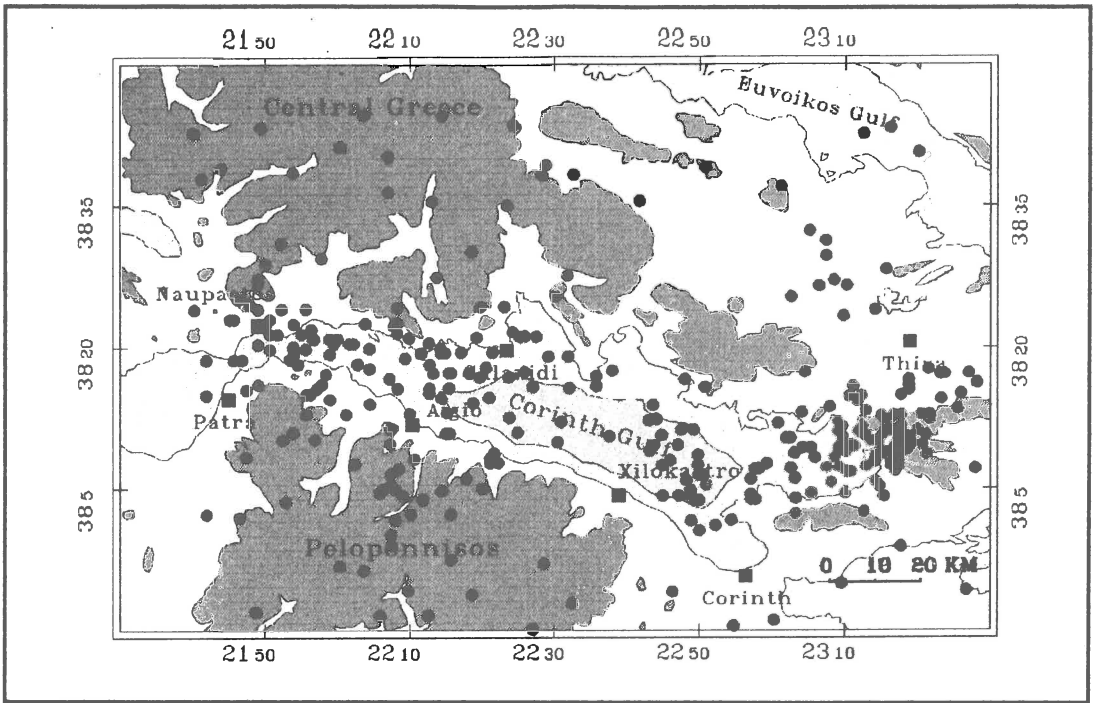 21 50 22 10 22 30 22 50 23 10
Euvoikos Gulf
Central Greece
38 35 38 35
Naupactos
38 20 38 20
Thiva
Corinth Gulf
Patra Aigio
Xilokastro
38 5 38 5
Peloponnisos
0 10 20 KM
Corinth
21 50 22 10 22 30 22 50 23 10